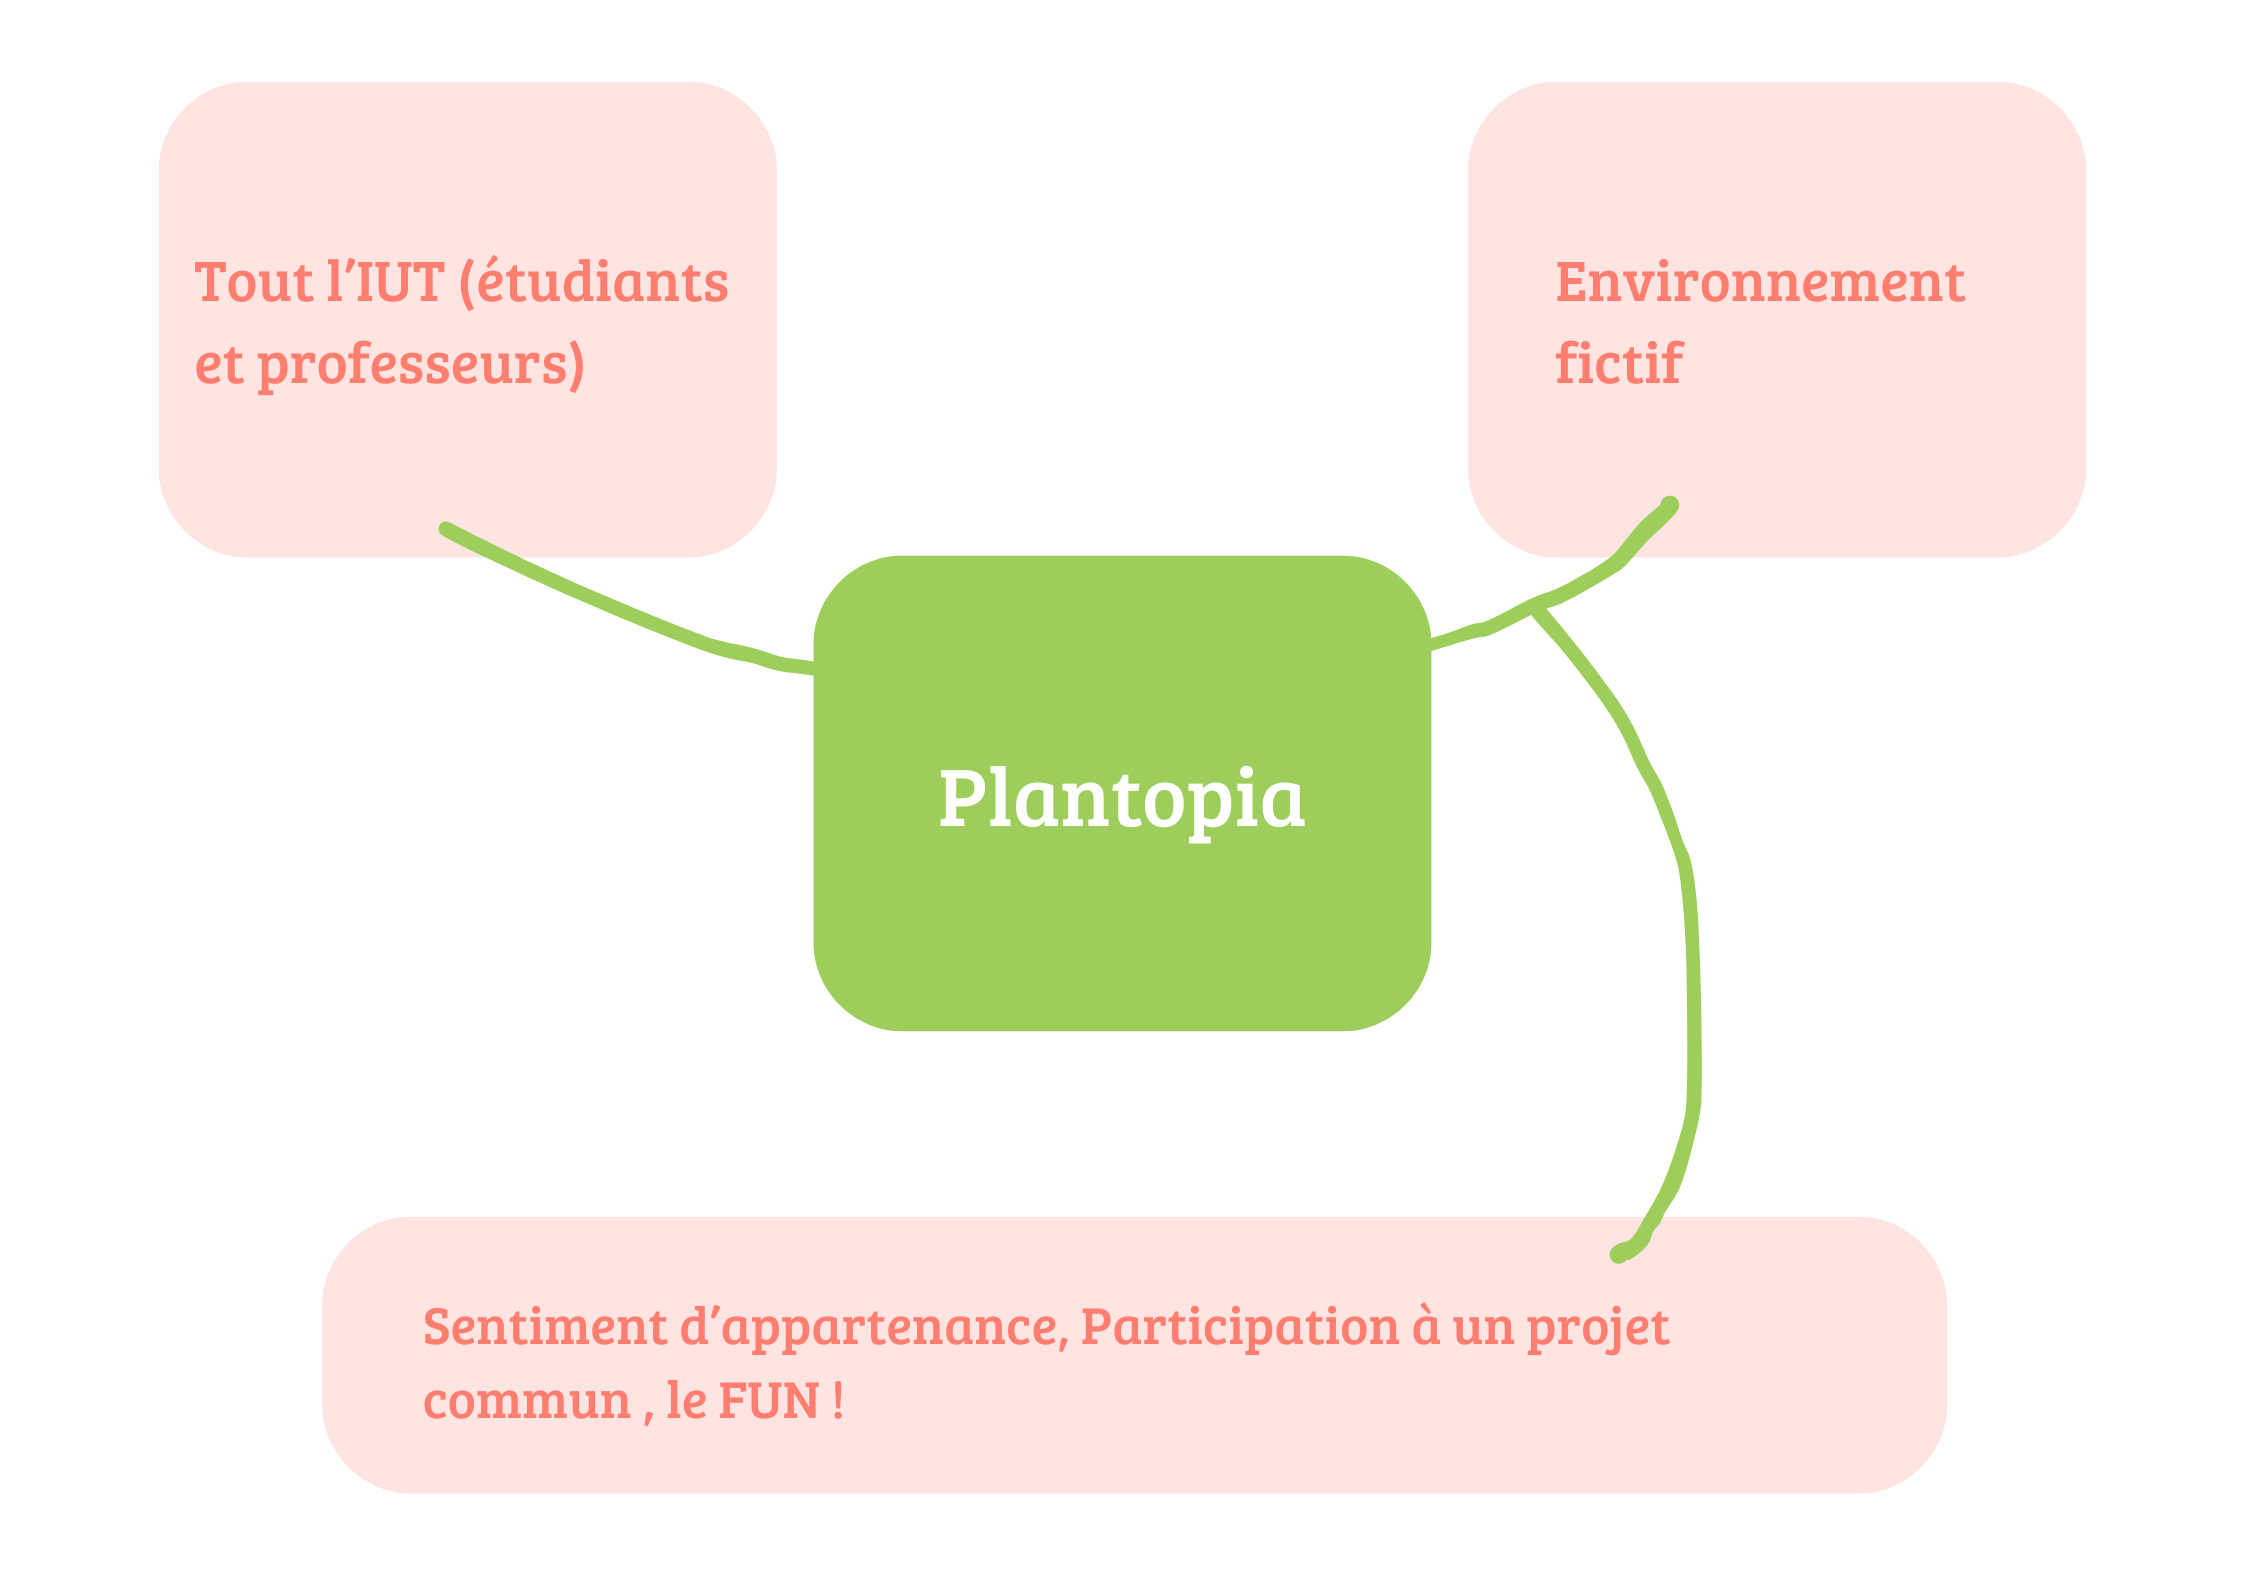 Tout l'IUT (étudiants
et professeurs)
Environnement
fictif
Plantopia
Sentiment d'appartenance, Participation à un projet
commun , le FUN !